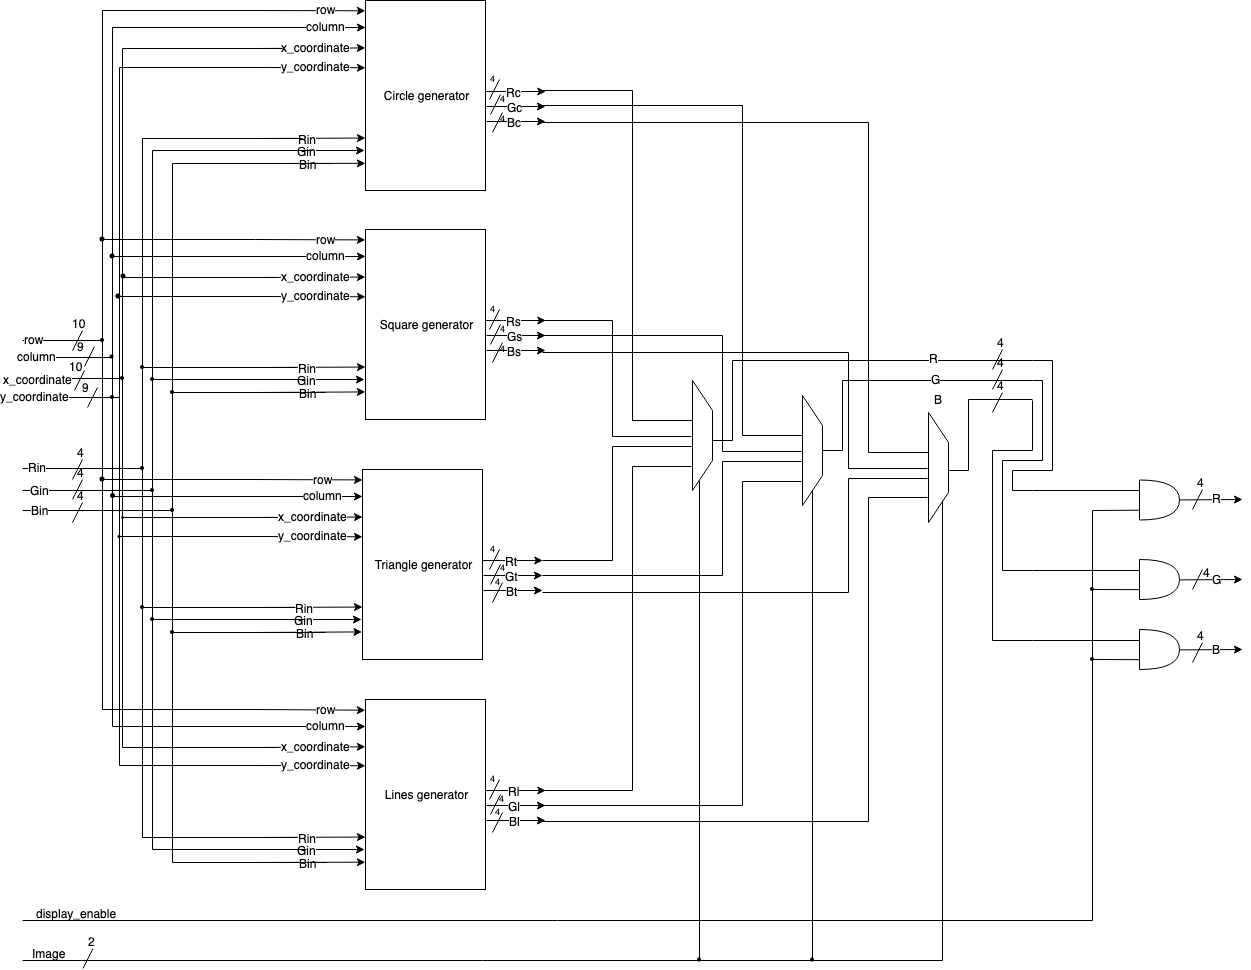 row
column
x_coordinate
y_coordinate
Circle generator
4
Rc
4
Gc
4
Bc
Rin
Gin
Bin
row
column
x_coordinate
y_coordinate
Square generator
4
Rs
4
Gs
4
Bs
Rin
Gin
Bin
10
row
9
column
10
x_coordinate
9
y_coordinate
4
R
4
G
4
B
4
Rin
4
Gin
4
Bin
row
column
x_coordinate
y_coordinate
Triangle generator
4
Rt
4
Gt
4
Bt
Rin
Gin
Bin
4
R
4
G
4
B
row
column
x_coordinate
y_coordinate
Lines generator
4
Rl
4
Gl
4
Bl
Rin
Gin
Bin
display_enable
Image
2